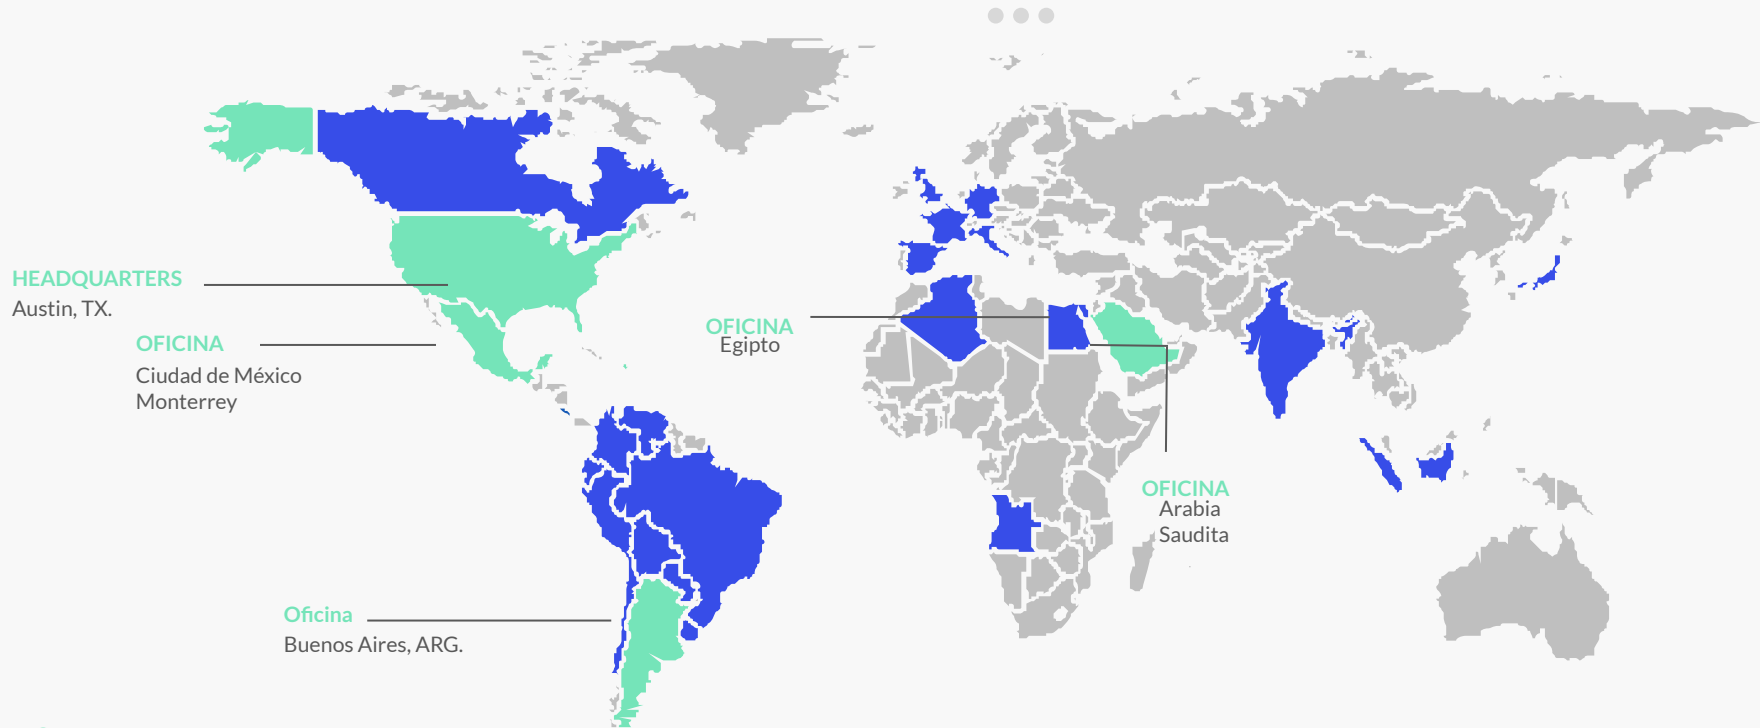 HEADQUARTERS
Austin, TX.
OFICINA
Ciudad de México
Monterrey
OFICINA
Egipto
OFICINA
Arabia
Saudita
Oficina
Buenos Aires, ARG.